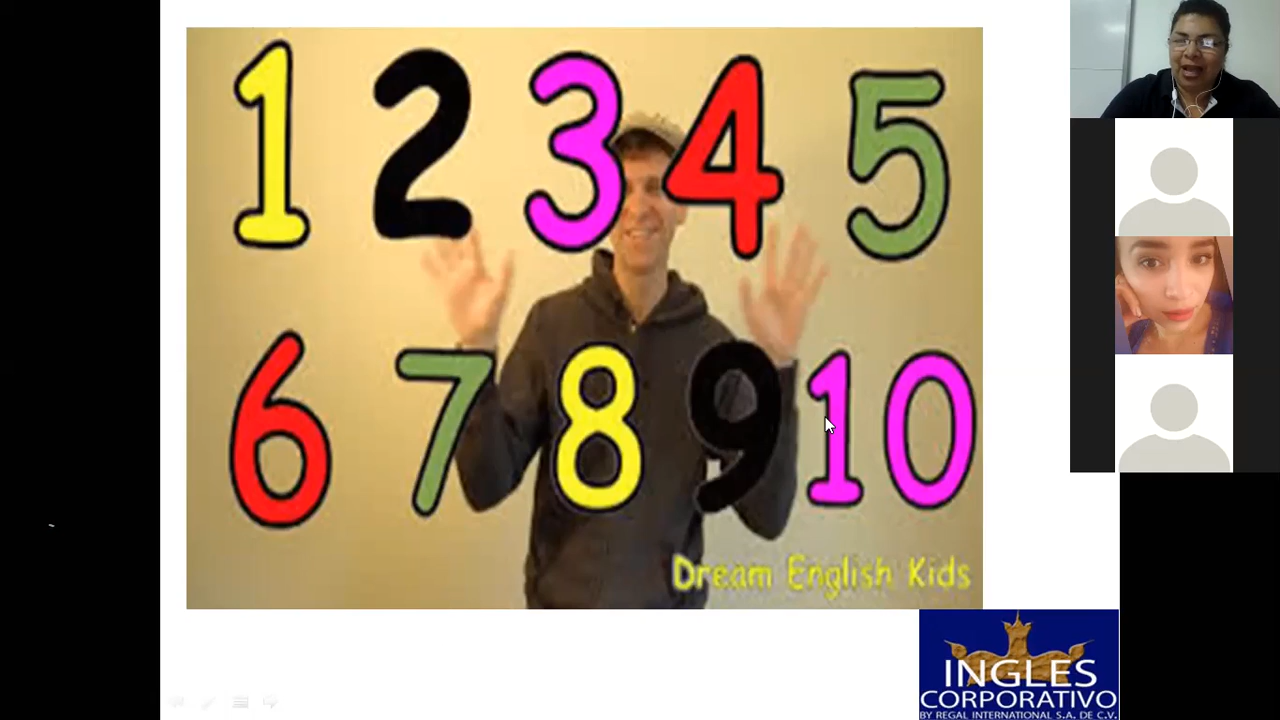 1 2 3 4 5
6 7 8 9 10
Dream English Kids
INGLES
CORPORATIVO
BY REGAL INTERNATIONAL S.A. DE C.V.